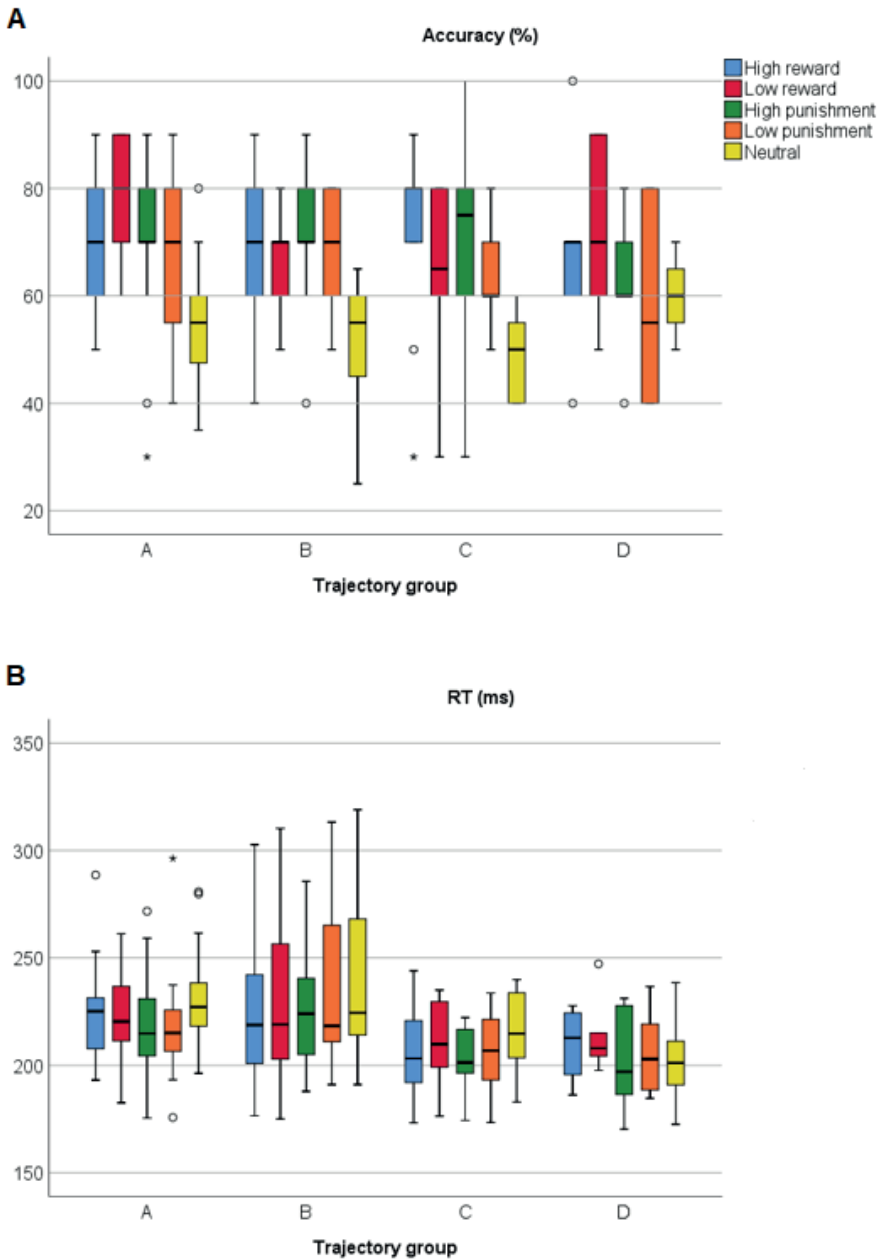 A
Accuracy (%)
High reward
Low reward
High punishment
Low punishment
Neutral
100
80
60
40
20
A B C D
Trajectory group
B
RT (ms)
350
300
250
200
150
A B C D
Trajectory group